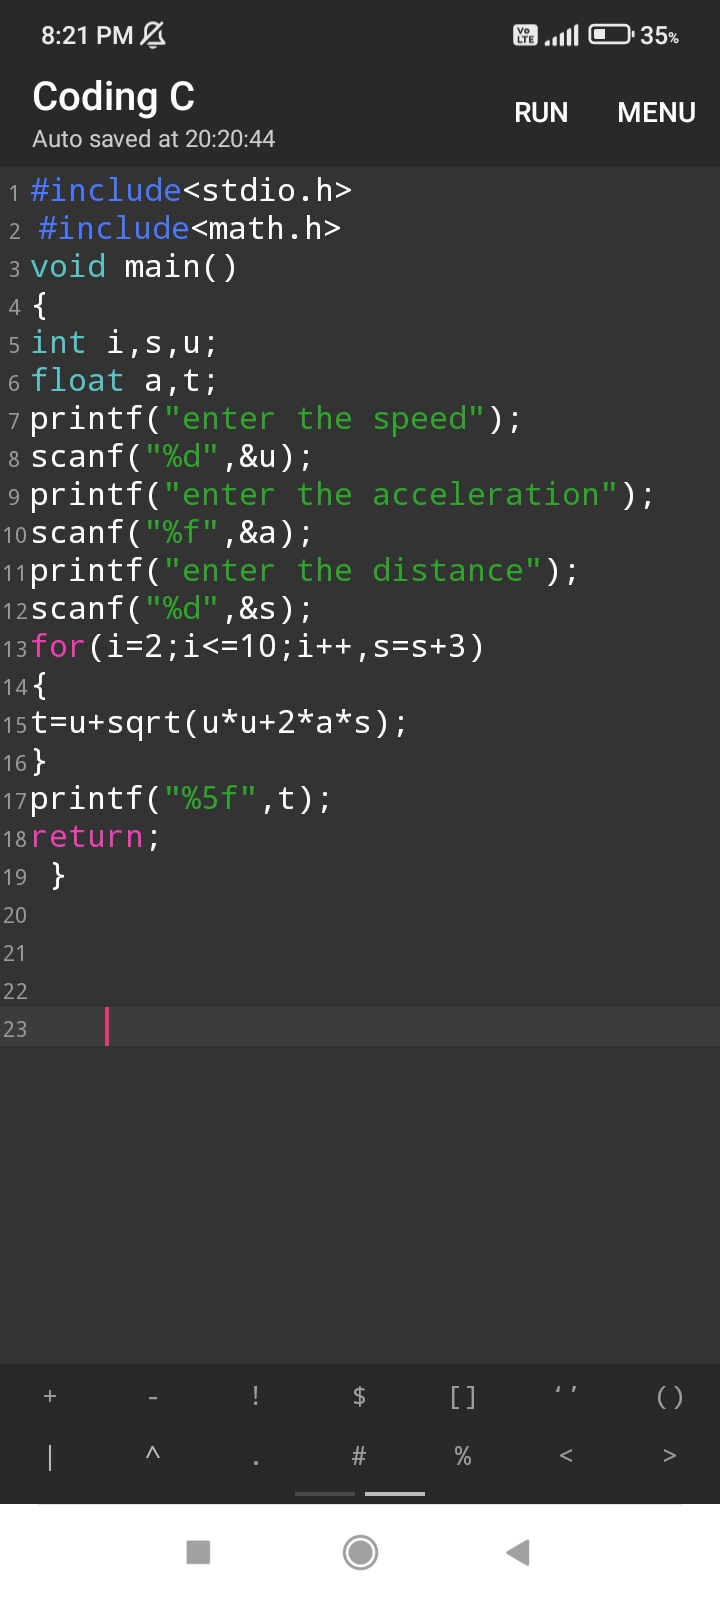 8:21 PM Vo LTE 35%
Coding C
RUN MENU
Auto saved at 20:20:44
1 #include<stdio.h>
2 #include<math.h>
3 void main()
4 {
5 int i,s,u;
6 float a,t;
7 printf("enter the speed");
8 scanf("%d",&u);
9 printf("enter the acceleration");
10 scanf("%f",&a);
11 printf("enter the distance");
12 scanf("%d",&s);
13 for(i=2;i<=10;i++,s=s+3)
14 {
15 t=u+sqrt(u*u+2*a*s);
16 }
17 printf("%5f",t);
18 return;
19 }
20
21
22
23
+ - ! $ [] ‘’ ()
| ^ . # % < >